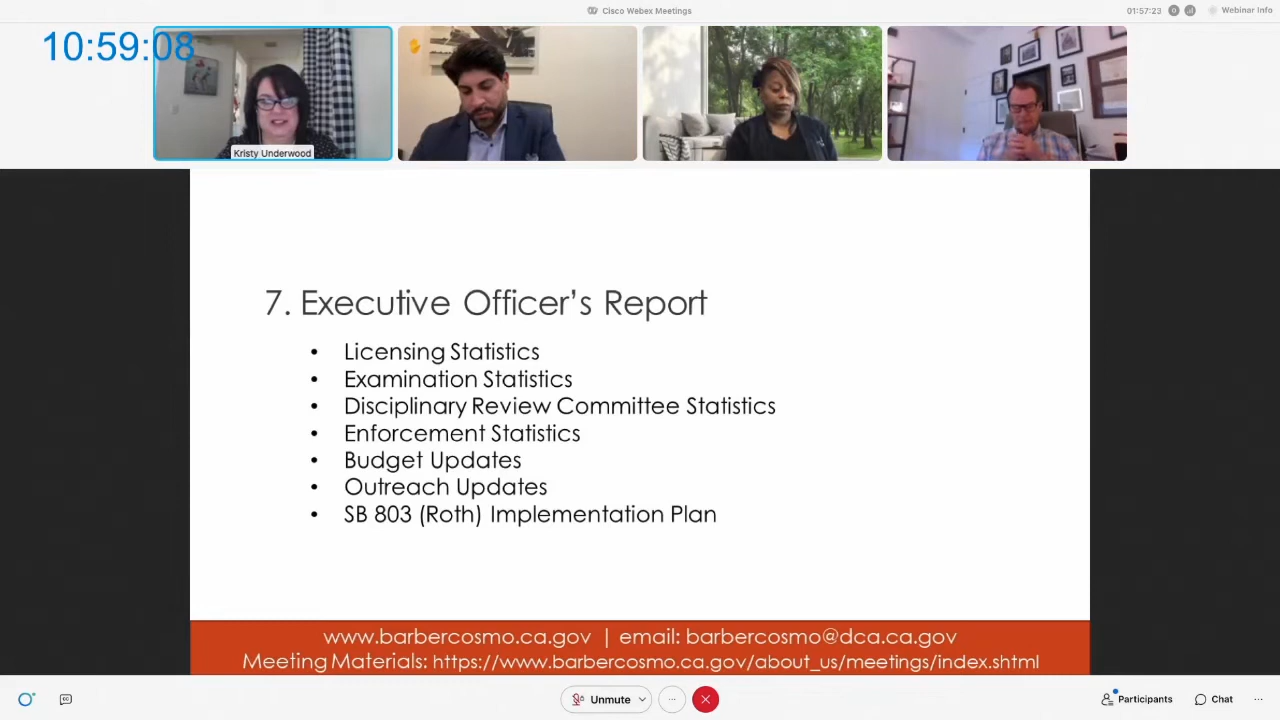 Cisco Webex Meetings
01:57:23
Webinar Info
10:59:08
Kristy Underwood
7. Executive Officer's Report
• Licensing Statistics
• Examination Statistics
• Disciplinary Review Committee Statistics
• Enforcement Statistics
• Budget Updates
• Outreach Updates
• SB 803 (Roth) Implementation Plan
www.barbercosmo.ca.gov | email: barbercosmo@dca.ca.gov
Meeting Materials: https://www.barbercosmo.ca.gov/about_us/meetings/index.shtml
Unmute
Participants
Chat